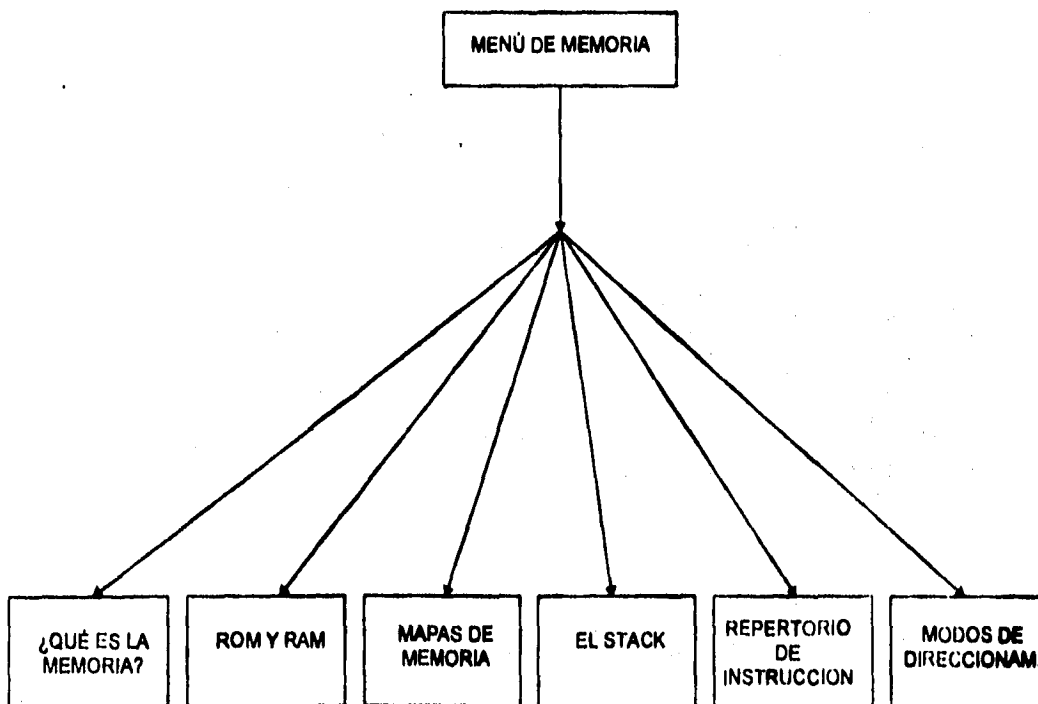 MENÚ DE MEMORIA
¿QUÉ ES LA
MEMORIA?
ROM Y RAM
MAPAS DE
MEMORIA
EL STACK
REPERTORIO
DE
INSTRUCCION
MODOS DE
DIRECCIONAM